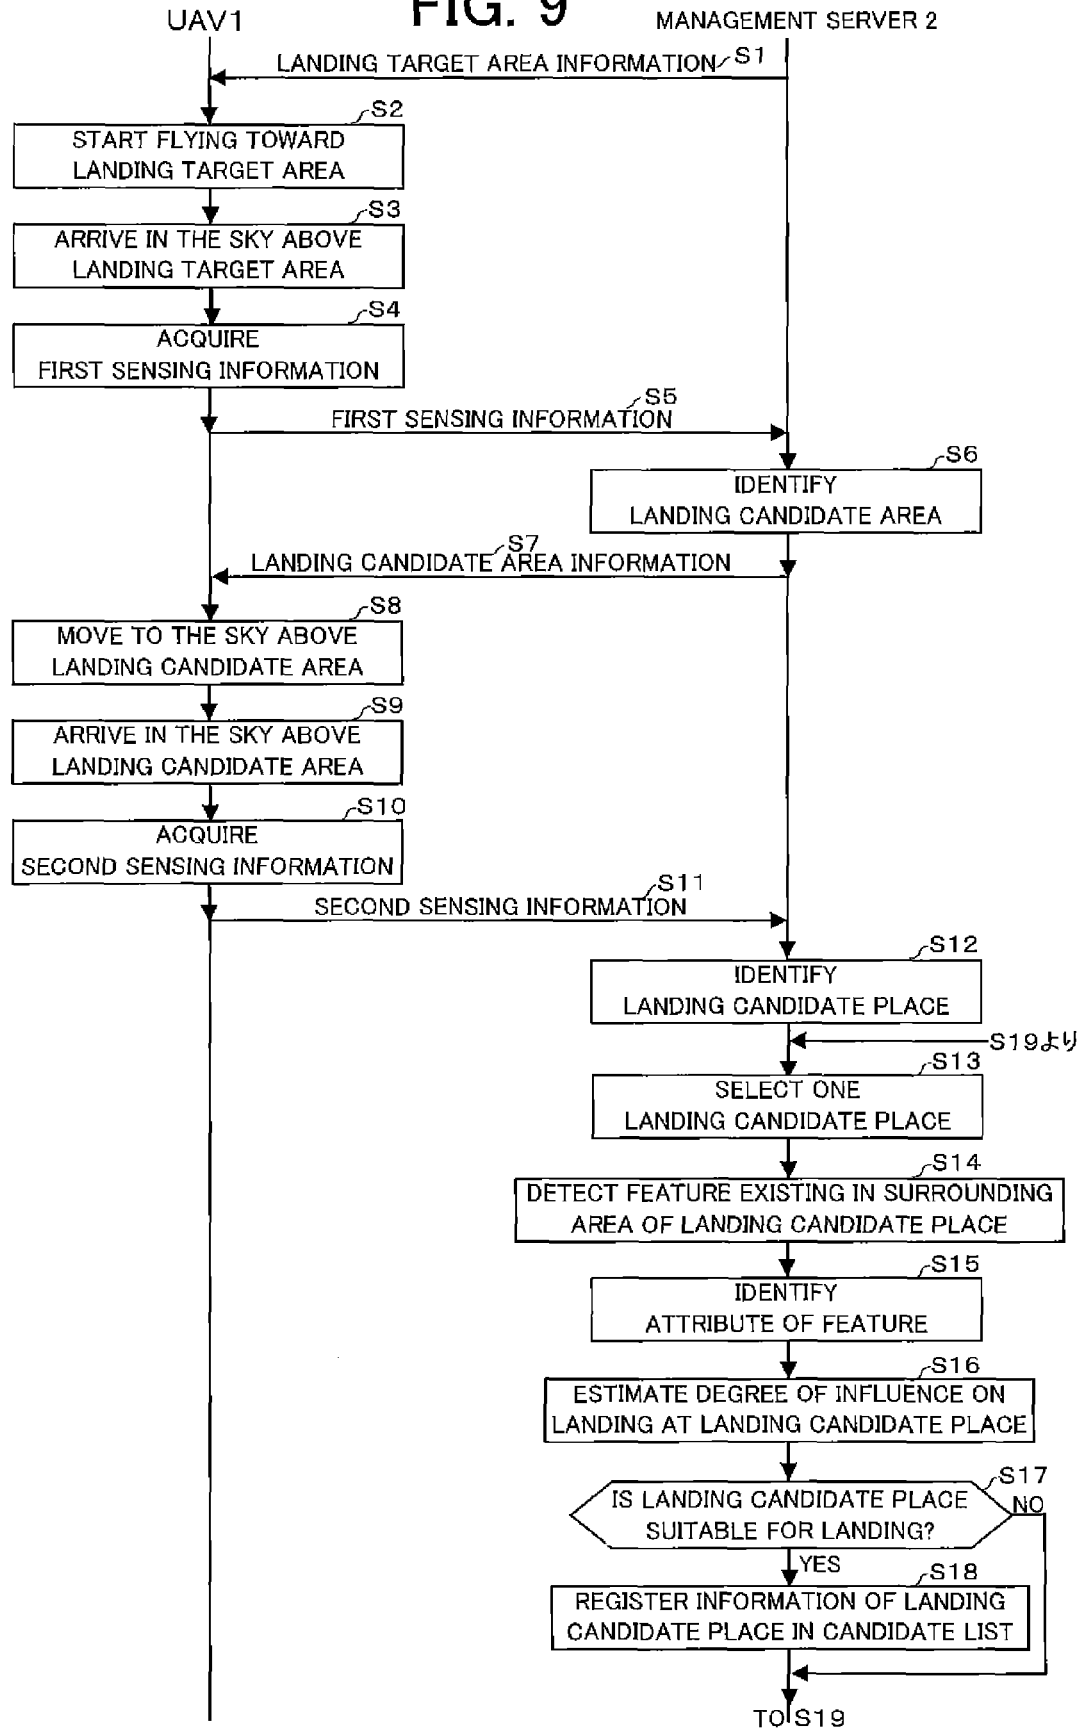 FIG. 9
UAV1
MANAGEMENT SERVER 2
LANDING TARGET AREA INFORMATION S1
S2
START FLYING TOWARD
LANDING TARGET AREA
S3
ARRIVE IN THE SKY ABOVE
LANDING TARGET AREA
S4
ACQUIRE
FIRST SENSING INFORMATION
S5
FIRST SENSING INFORMATION
S6
IDENTIFY
LANDING CANDIDATE AREA
S7
LANDING CANDIDATE AREA INFORMATION
S8
MOVE TO THE SKY ABOVE
LANDING CANDIDATE AREA
S9
ARRIVE IN THE SKY ABOVE
LANDING CANDIDATE AREA
S10
ACQUIRE
SECOND SENSING INFORMATION
S11
SECOND SENSING INFORMATION
S12
IDENTIFY
LANDING CANDIDATE PLACE
S19より
S13
SELECT ONE
LANDING CANDIDATE PLACE
S14
DETECT FEATURE EXISTING IN SURROUNDING
AREA OF LANDING CANDIDATE PLACE
S15
IDENTIFY
ATTRIBUTE OF FEATURE
S16
ESTIMATE DEGREE OF INFLUENCE ON
LANDING AT LANDING CANDIDATE PLACE
S17
IS LANDING CANDIDATE PLACE
SUITABLE FOR LANDING?
NO
YES
S18
REGISTER INFORMATION OF LANDING
CANDIDATE PLACE IN CANDIDATE LIST
TO S19